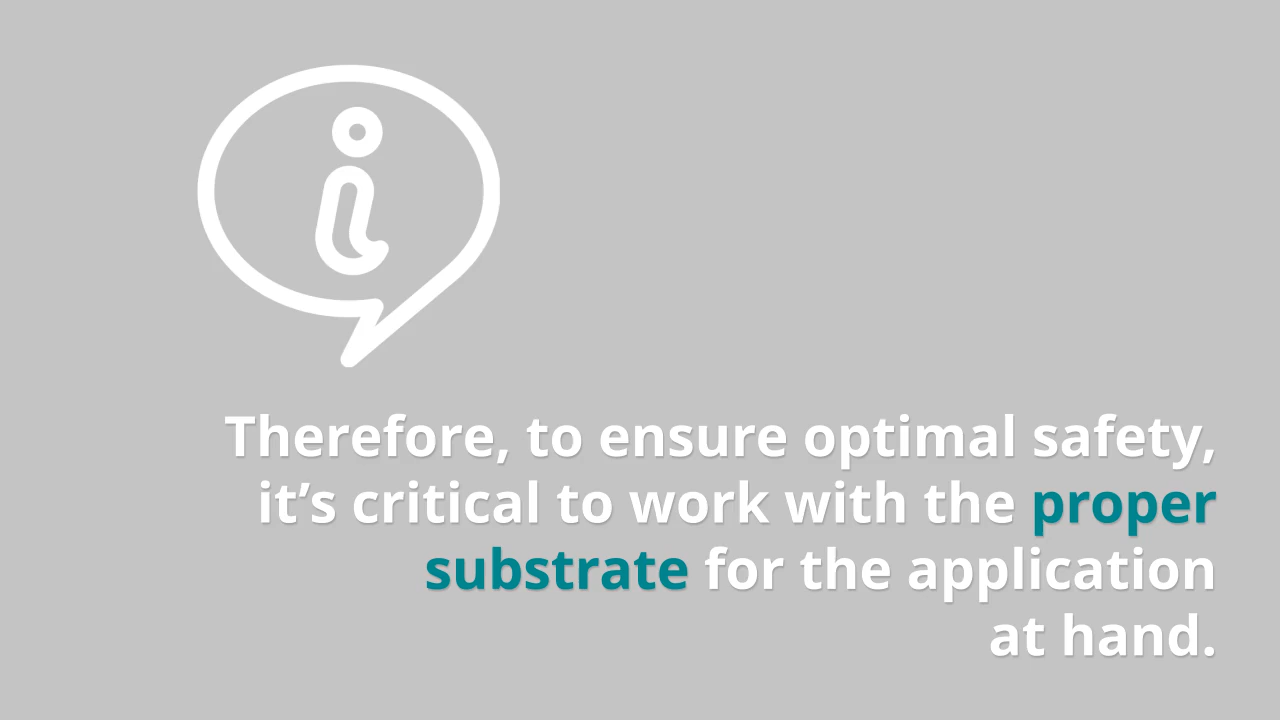 Therefore, to ensure optimal safety,
it’s critical to work with the proper
substrate for the application
at hand.